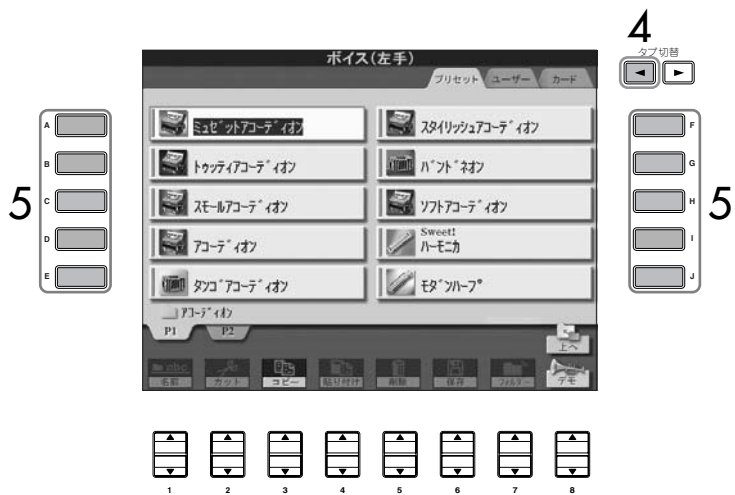 4
タブ切替
ボイス(左手)
プリセット ユーザー カード
A
B
C
D
E
5
ミュゼットアコーディオン
トゥッティアコーディオン
スモールアコーディオン
アコーディオン
タンゴアコーディオン
スタイリッシュアコーディオン
バンドネオン
ソフトアコーディオン
Sweet!
ハーモニカ
モダンハープ
F
G
H
I
J
5
アコーディオン
P1 P2
上へ
abc
名前 カット コピー 貼り付け 削除 保存 フォルダー デモ
1 2 3 4 5 6 7 8